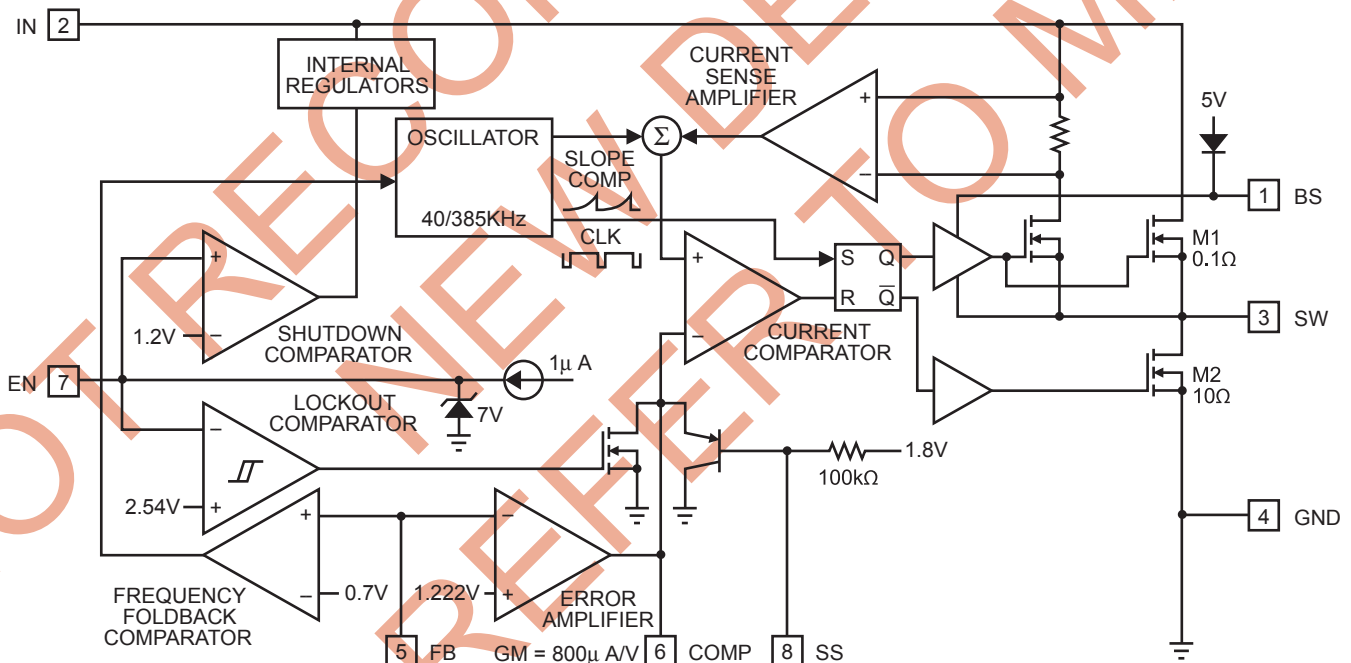 IN 2
INTERNAL
REGULATORS
CURRENT
SENSE
AMPLIFIER
+
−
5V
OSCILLATOR
40/385KHz
Σ
SLOPE
COMP
CLK
1 BS
+
−
1.2V
SHUTDOWN
COMPARATOR
+
−
CURRENT
COMPARATOR
S Q
R Q̅
M1
0.1Ω
3 SW
EN 7
1μ A
7V
LOCKOUT
COMPARATOR
−
+
2.54V
M2
10Ω
1.8V
100kΩ
+
−
0.7V
FREQUENCY
FOLDBACK
COMPARATOR
−
+
1.222V
ERROR
AMPLIFIER
4 GND
5 FB
GM = 800μ A/V
6 COMP
8 SS